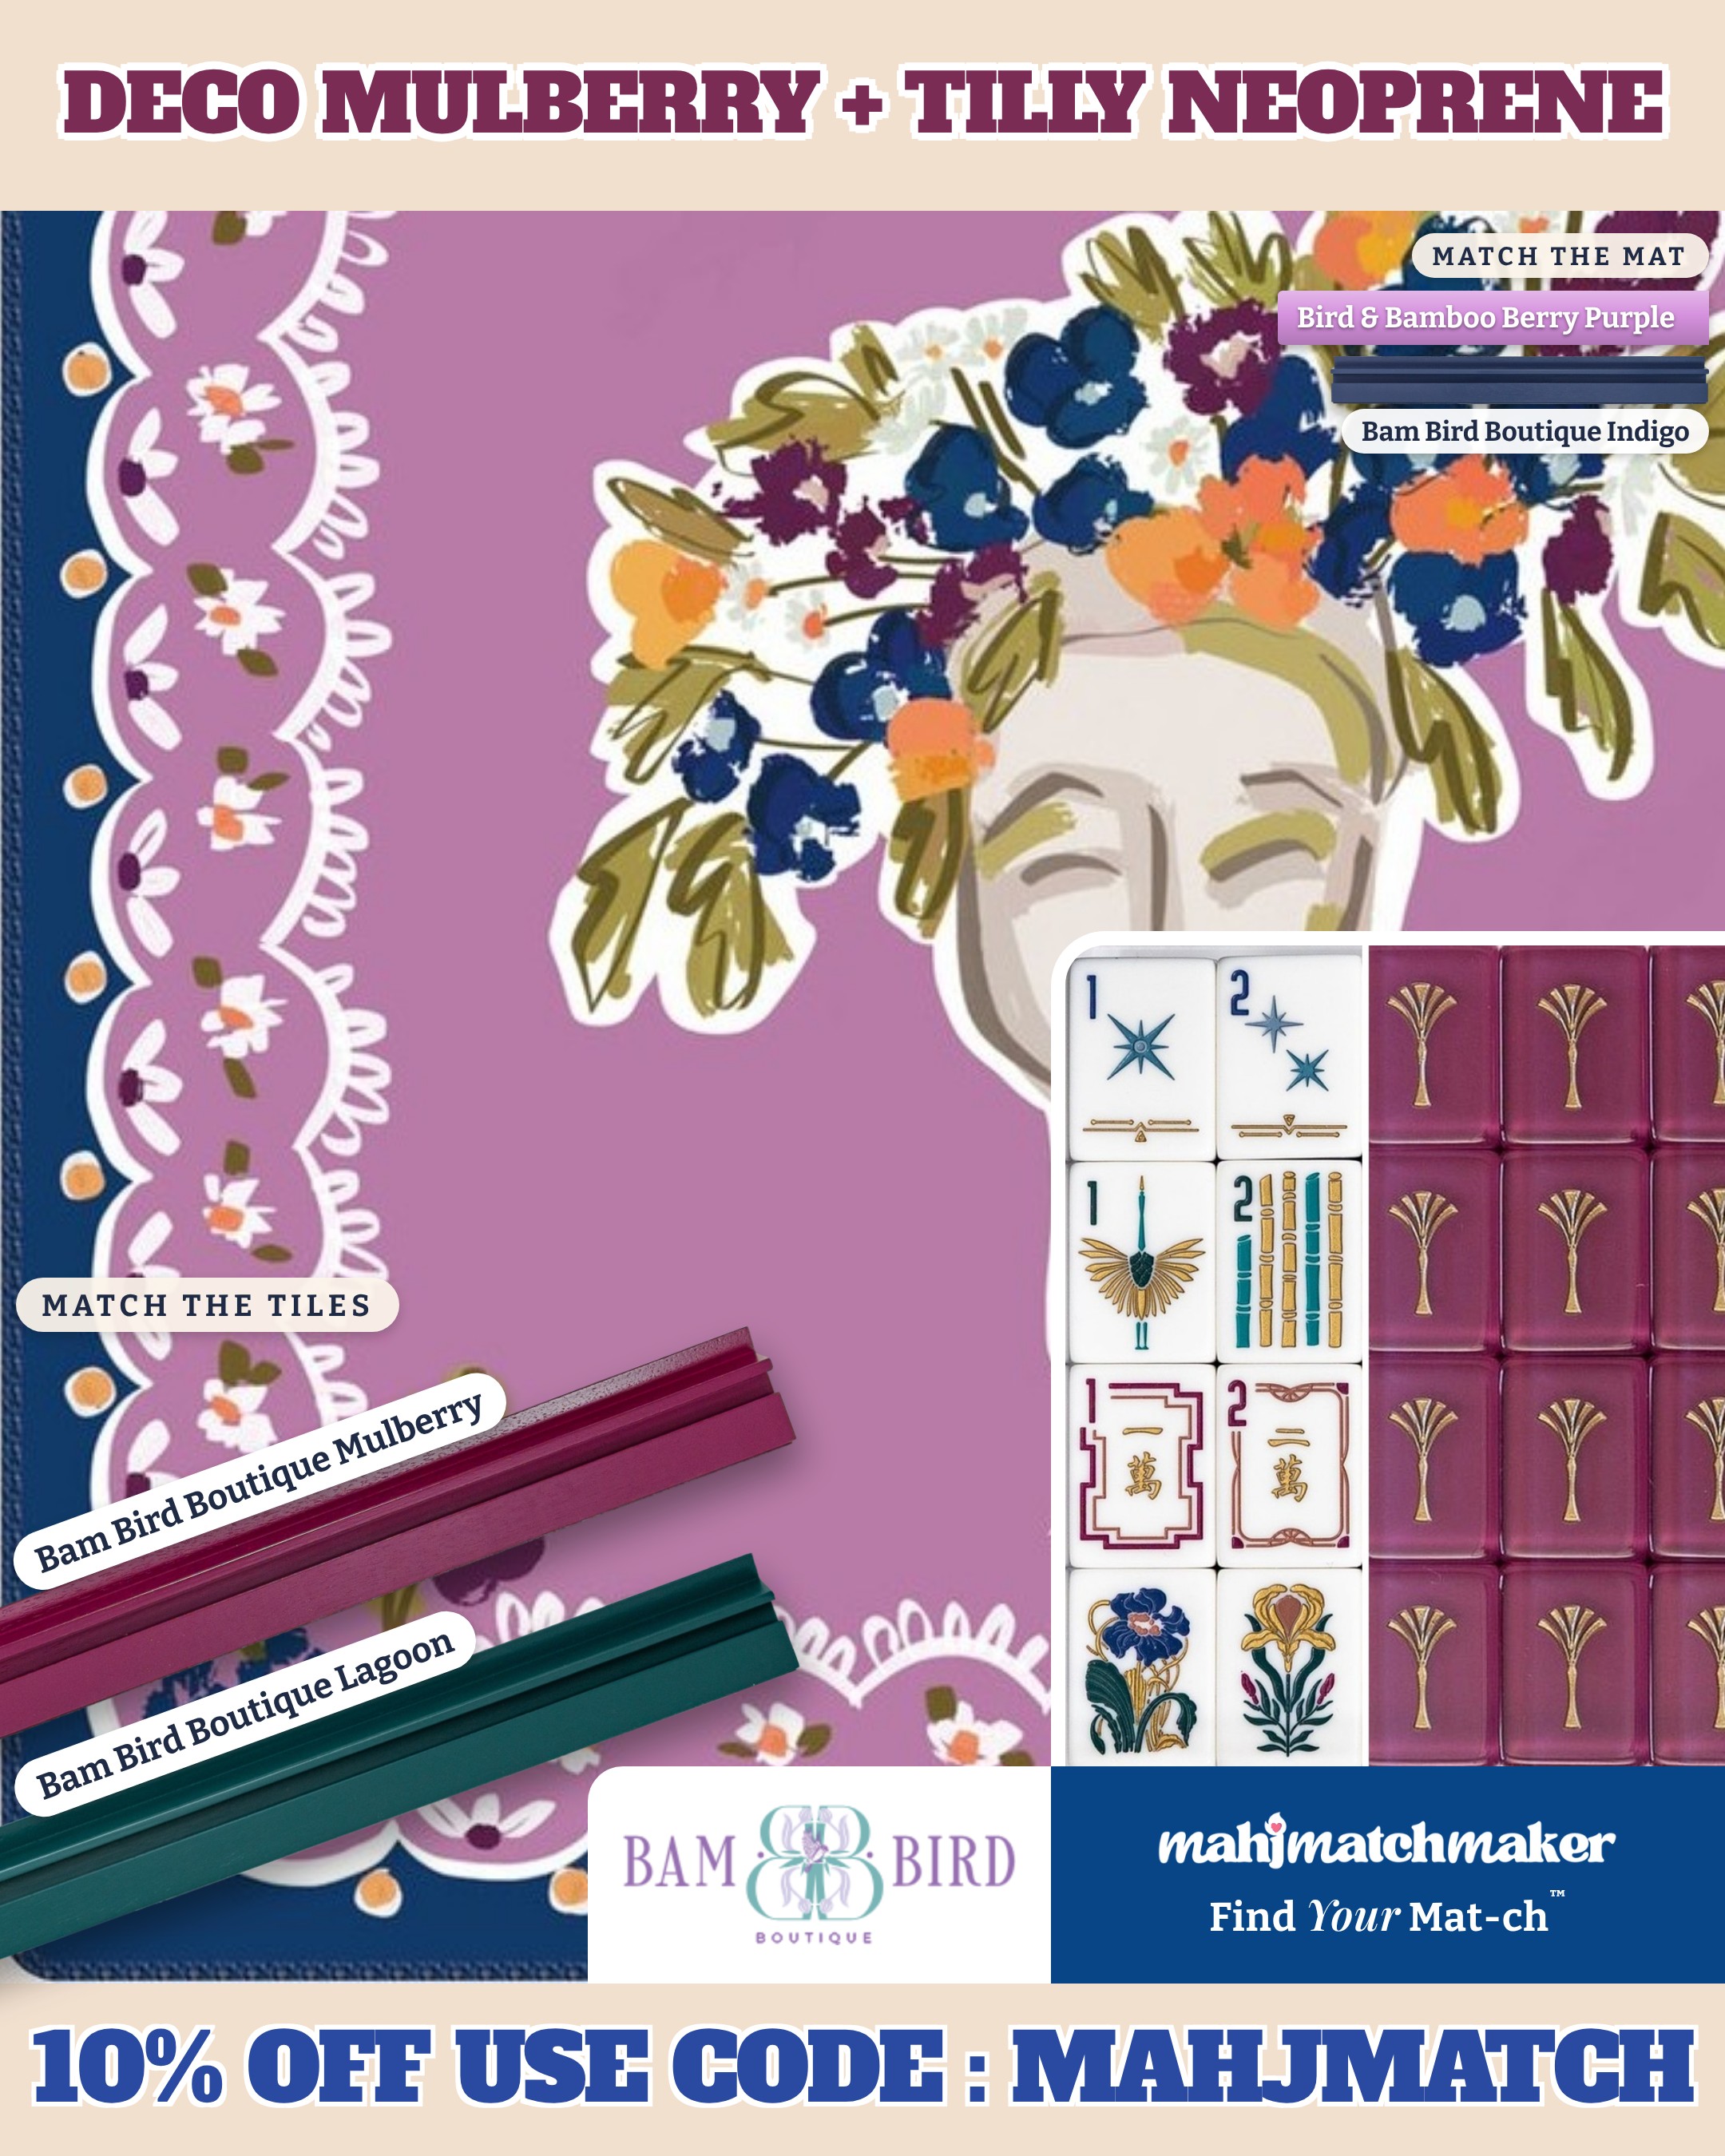 DECO MULBERRY + TILLY NEOPRENE
MATCH THE MAT
Bird & Bamboo Berry Purple
Bam Bird Boutique Indigo
1
2
1
2
1
一萬
2
二萬
MATCH THE TILES
Bam Bird Boutique Mulberry
Bam Bird Boutique Lagoon
BAM BIRD
BOUTIQUE
mahjmatchmaker
Find Your Mat-ch™
10% OFF USE CODE : MAHJMATCH